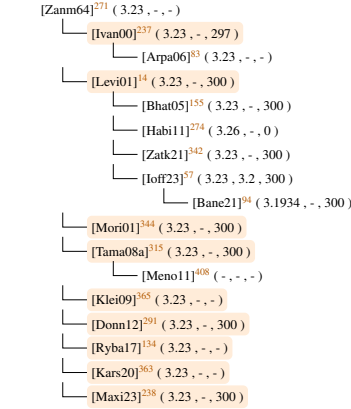 [Zanm64]271 ( 3.23 , - , - )
[Ivan00]237 ( 3.23 , - , 297 )
[Arpa06]83 ( 3.23 , - , - )
[Levi01]14 ( 3.23 , - , 300 )
[Bhat05]155 ( 3.23 , - , 300 )
[Habi11]274 ( 3.26 , - , 0 )
[Zatk21]342 ( 3.23 , - , 300 )
[Ioff23]57 ( 3.23 , 3.2 , 300 )
[Bane21]94 ( 3.1934 , - , 300 )
[Mori01]344 ( 3.23 , - , 300 )
[Tama08a]315 ( 3.23 , - , 300 )
[Meno11]408 ( - , - , - )
[Klei09]365 ( 3.23 , - , - )
[Donn12]291 ( 3.23 , - , 300 )
[Ryba17]134 ( 3.23 , - , - )
[Kars20]363 ( 3.23 , - , - )
[Maxi23]238 ( 3.23 , - , 300 )